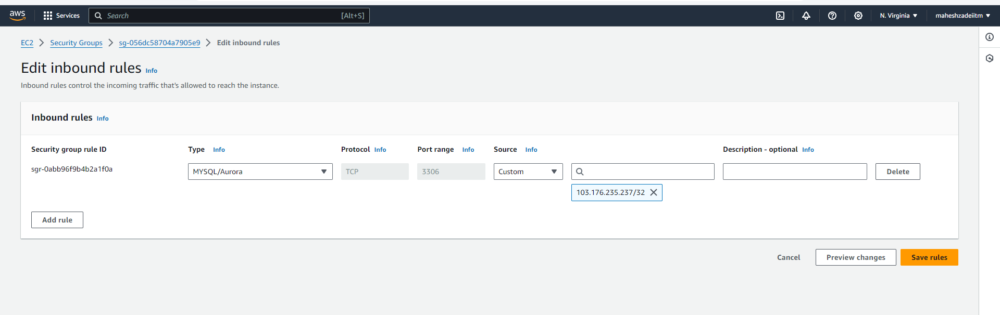 aws Services Search [Alt+S] N. Virginia maheshzadeiitm
EC2 Security Groups sg-056dc58704a7905e9 Edit inbound rules
Edit inbound rules Info
Inbound rules control the incoming traffic that's allowed to reach the instance.
Inbound rules Info
Security group rule ID Type Info Protocol Info Port range Info Source Info Description - optional Info
sgr-0abb96f9b4b2a1f0a MYSQL/Aurora TCP 3306 Custom Delete
103.176.235.237/32
Add rule
Cancel Preview changes Save rules